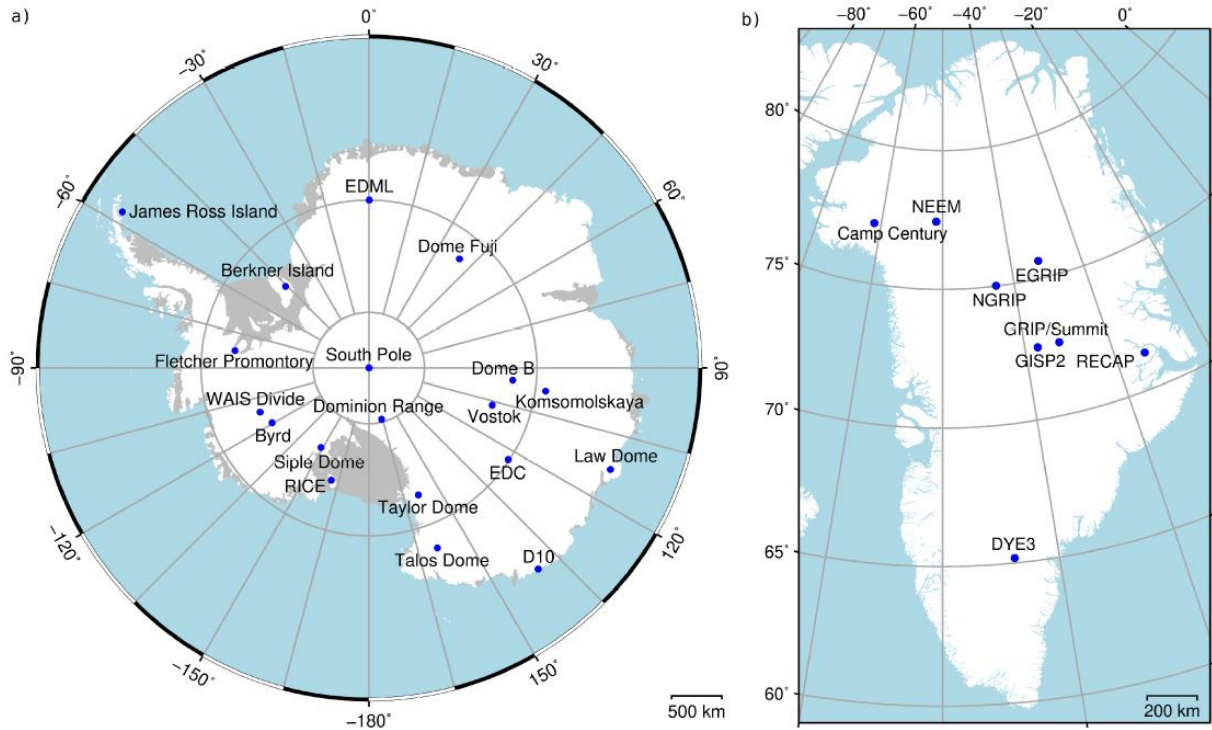 a)
0˚
−30˚
30˚
−60˚
60˚
−90˚
90˚
−120˚
120˚
−150˚
150˚
−180˚
EDML
James Ross Island
Dome Fuji
Berkner Island
Fletcher Promontory
South Pole
Dome B
Komsomolskaya
WAIS Divide
Dominion Range
Vostok
Byrd
Siple Dome
Law Dome
EDC
RICE
Taylor Dome
Talos Dome
D10
500 km
b)
−80˚
−60˚
−40˚
−20˚
0˚
80˚
75˚
70˚
65˚
60˚
NEEM
Camp Century
EGRIP
NGRIP
GRIP/Summit
GISP2
RECAP
DYE3
200 km